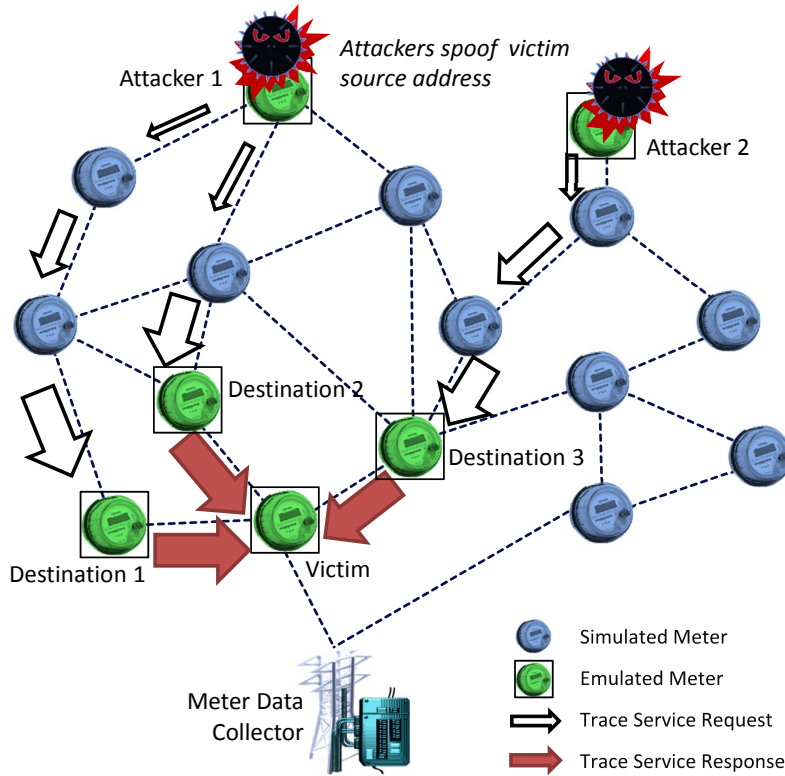 Attackers spoof victim
source address
Attacker 1
Attacker 2
Destination 2
Destination 3
Destination 1
Victim
Meter Data
Collector
Simulated Meter
Emulated Meter
Trace Service Request
Trace Service Response